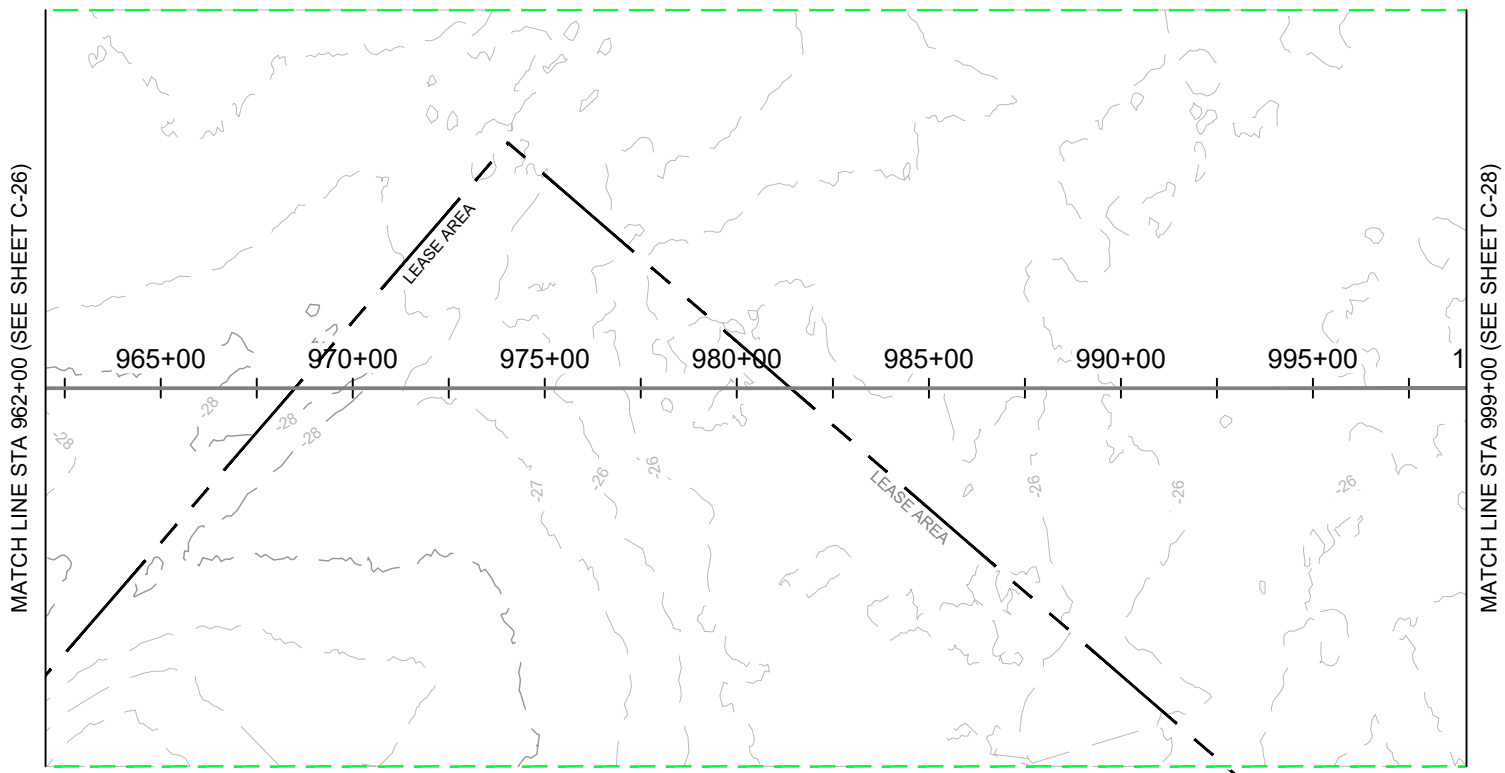 MATCH LINE STA 962+00 (SEE SHEET C-26)
LEASE AREA
965+00 970+00 975+00 980+00 985+00 990+00 995+00 1
-28
-28
-28
-28
-27
-26
-26
-26
-26
-26
LEASE AREA
MATCH LINE STA 999+00 (SEE SHEET C-28)